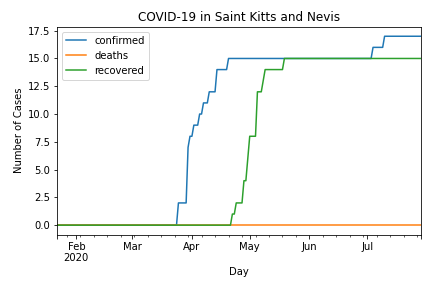 COVID-19 in Saint Kitts and Nevis
confirmed
deaths
recovered
Number of Cases
17.5
15.0
12.5
10.0
7.5
5.0
2.5
0.0
Feb Mar Apr May Jun Jul
2020
Day